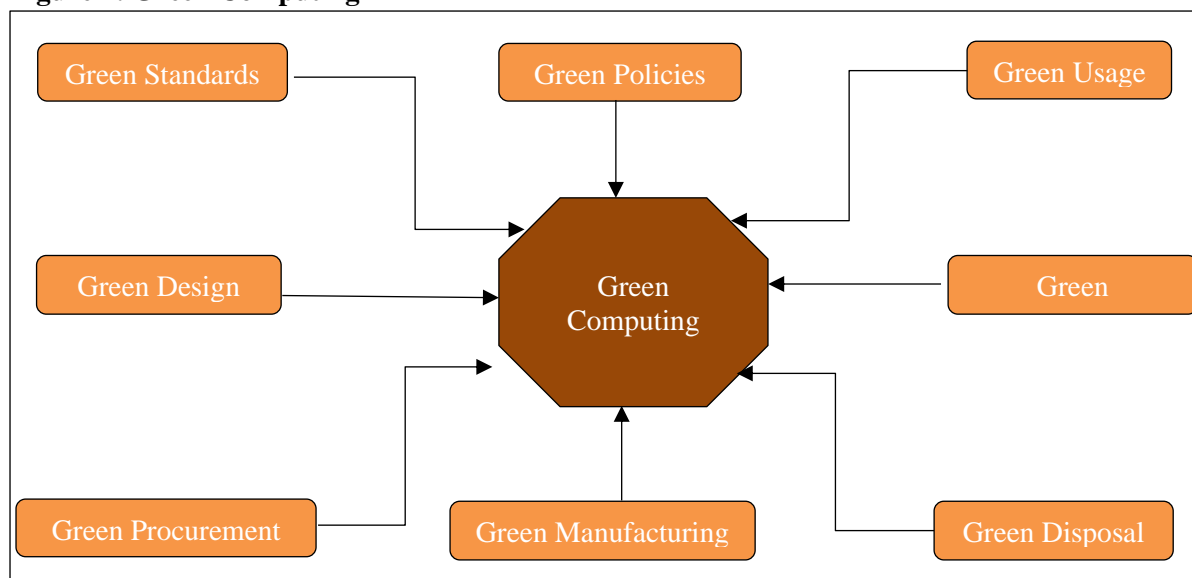 Green Standards
Green Policies
Green Usage
Green Design
Green
Computing
Green
Green Procurement
Green Manufacturing
Green Disposal